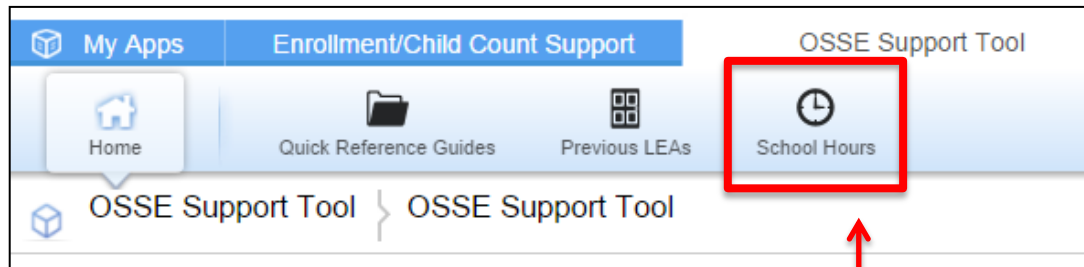 My Apps Enrollment/Child Count Support OSSE Support Tool
Home Quick Reference Guides Previous LEAs School Hours
OSSE Support Tool OSSE Support Tool